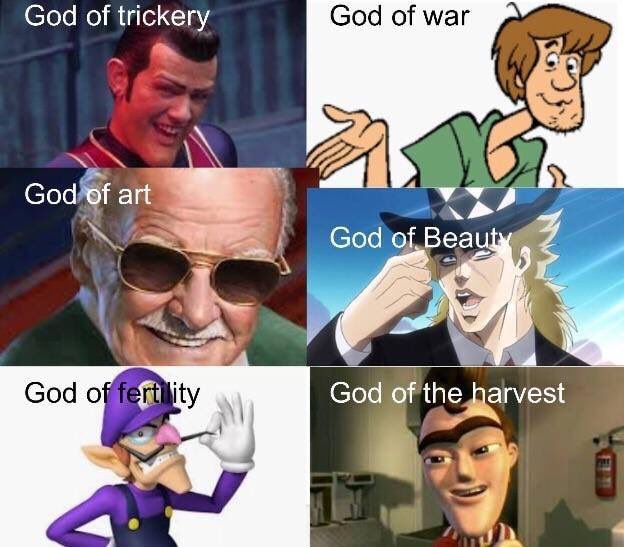 God of trickery
God of war
God of art
God of Beauty
God of fertility
God of the harvest